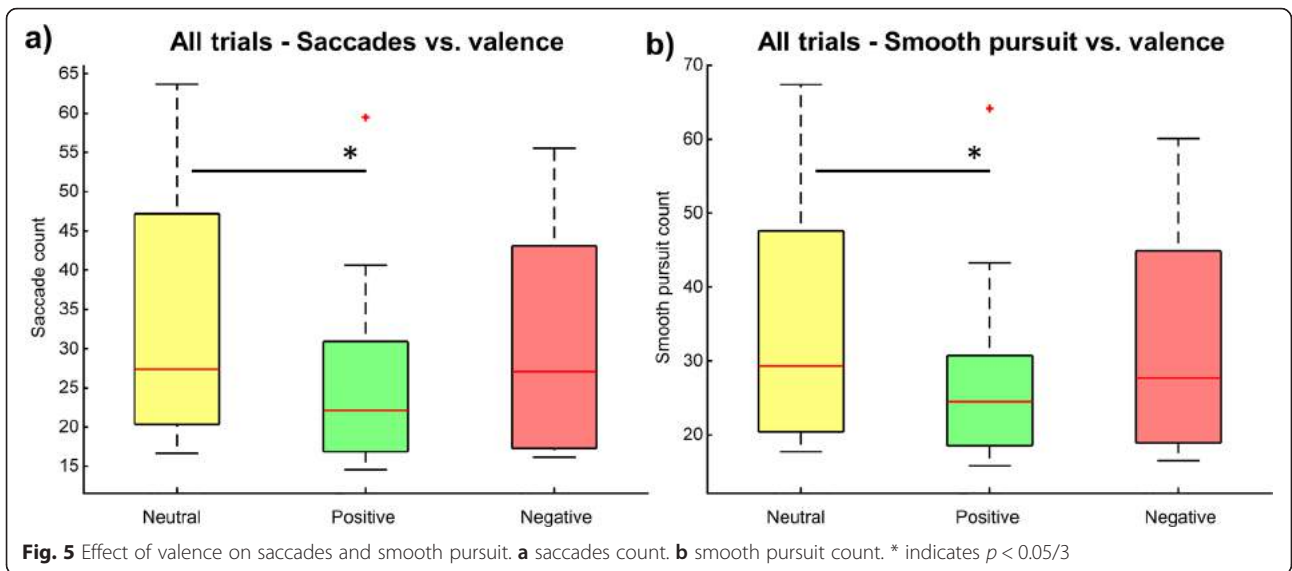 a) All trials - Saccades vs. valence
65
60
55
50
45
40
35
30
25
20
15
Saccade count
*
Neutral Positive Negative
b) All trials - Smooth pursuit vs. valence
70
60
50
40
30
20
Smooth pursuit count
*
Neutral Positive Negative
Fig. 5 Effect of valence on saccades and smooth pursuit. a saccades count. b smooth pursuit count. * indicates p < 0.05/3